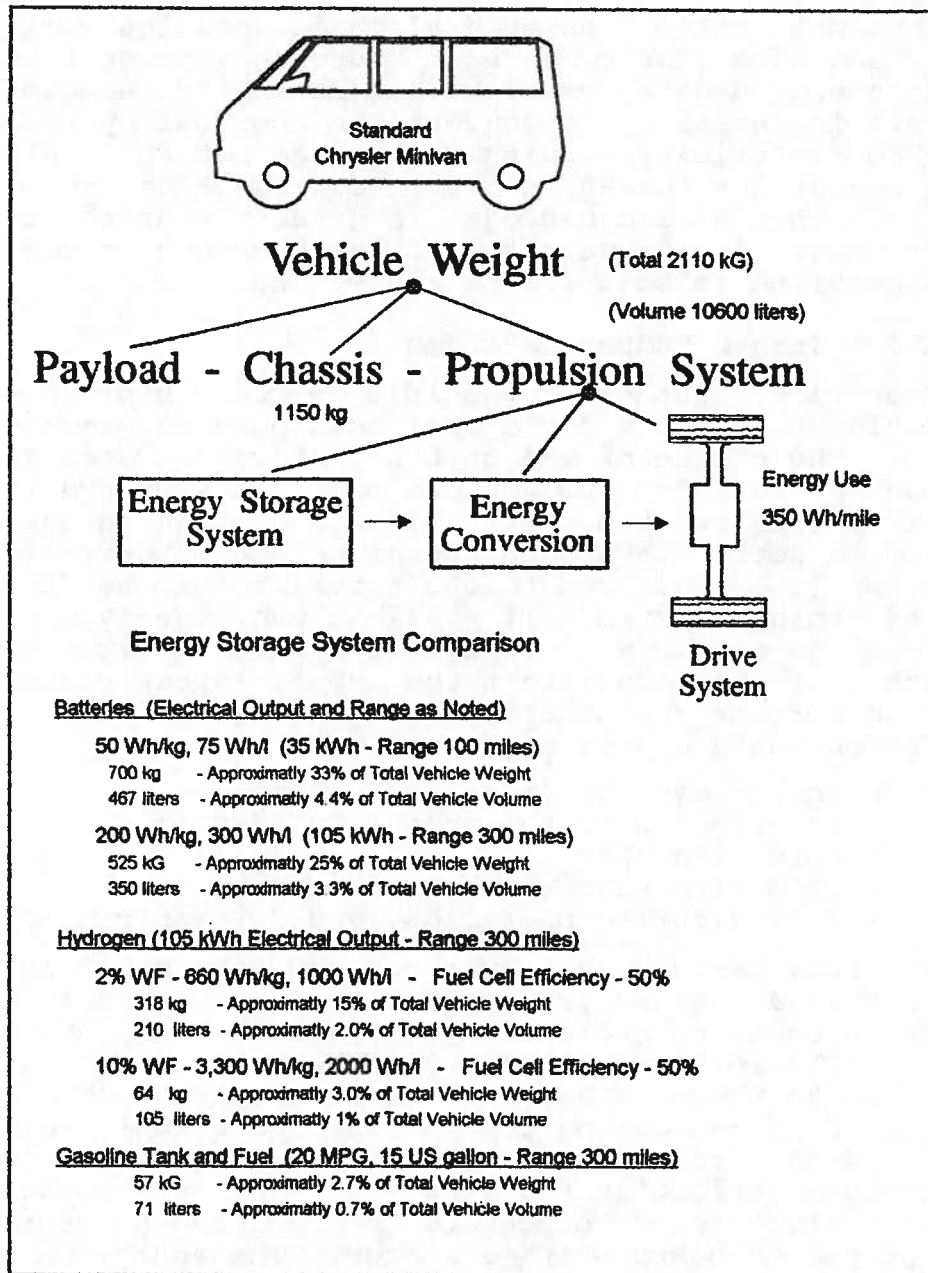 Standard
Chrysler Minivan
Vehicle Weight (Total 2110 kG)
(Volume 10600 liters)
Payload - Chassis - Propulsion System
1150 kg
Energy Storage
System
Energy
Conversion
Energy Use
350 Wh/mile
Drive
System
Energy Storage System Comparison
Batteries (Electrical Output and Range as Noted)
50 Wh/kg, 75 Wh/l (35 kWh - Range 100 miles)
700 kg - Approximatly 33% of Total Vehicle Weight
467 liters - Approximatly 4.4% of Total Vehicle Volume
200 Wh/kg, 300 Wh/l (105 kWh - Range 300 miles)
525 kG - Approximatly 25% of Total Vehicle Weight
350 liters - Approximatly 3.3% of Total Vehicle Volume
Hydrogen (105 kWh Electrical Output - Range 300 miles)
2% WF - 660 Wh/kg, 1000 Wh/l - Fuel Cell Efficiency - 50%
318 kg - Approximatly 15% of Total Vehicle Weight
210 liters - Approximatly 2.0% of Total Vehicle Volume
10% WF - 3,300 Wh/kg, 2000 Wh/l - Fuel Cell Efficiency - 50%
64 kg - Approximatly 3.0% of Total Vehicle Weight
105 liters - Approximatly 1% of Total Vehicle Volume
Gasoline Tank and Fuel (20 MPG, 15 US gallon - Range 300 miles)
57 kG - Approximatly 2.7% of Total Vehicle Weight
71 liters - Approximatly 0.7% of Total Vehicle Volume